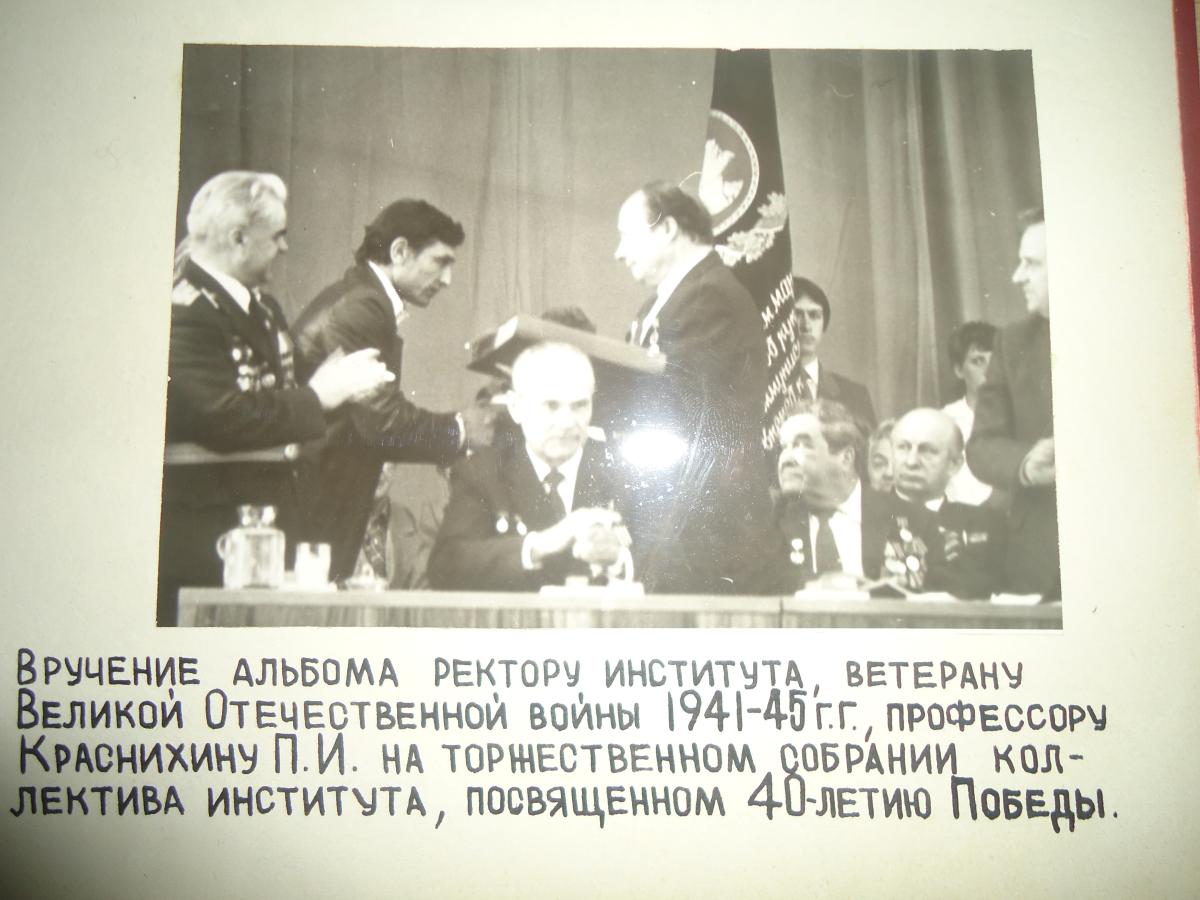 Вручение альбома ректору института, ветерану
Великой Отечественной войны 1941-45 г.г., профессору
Краснихину П.И. на торжественном собрании кол-
лектива института, посвященном 40-летию Победы.